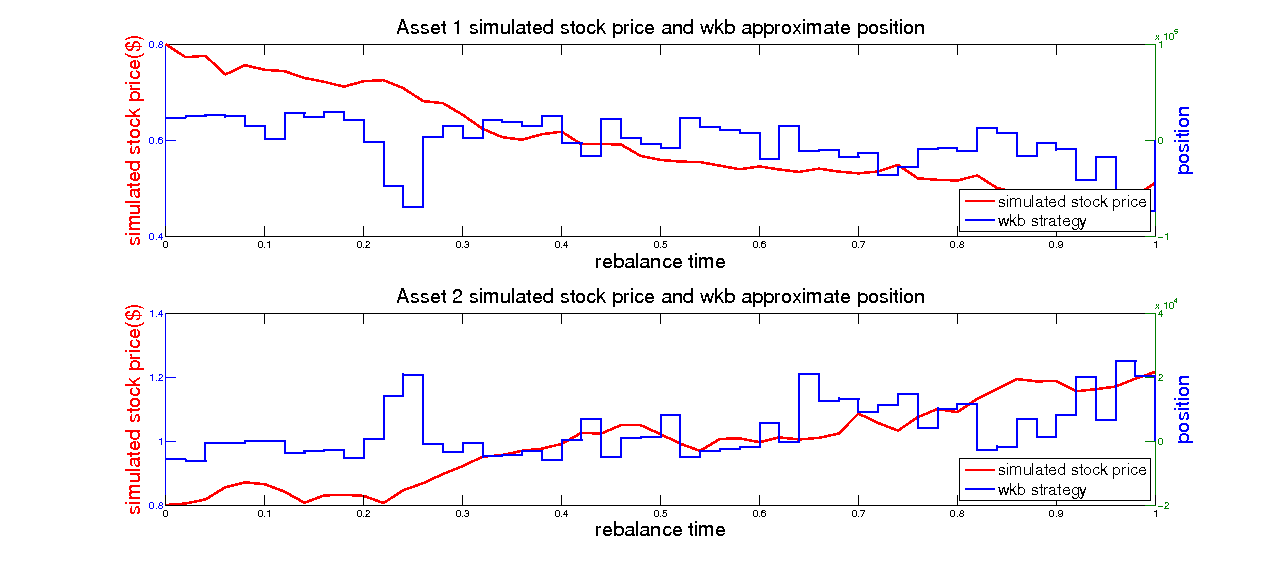 Asset 1 simulated stock price and wkb approximate position
x 10^5
simulated stock price($)
0.8
0.6
0.4
1
0
-1
position
simulated stock price
wkb strategy
0 0.1 0.2 0.3 0.4 0.5 0.6 0.7 0.8 0.9 1
rebalance time
Asset 2 simulated stock price and wkb approximate position
x 10^4
simulated stock price($)
1.4
1.2
1
0.8
4
2
0
-2
position
simulated stock price
wkb strategy
0 0.1 0.2 0.3 0.4 0.5 0.6 0.7 0.8 0.9 1
rebalance time